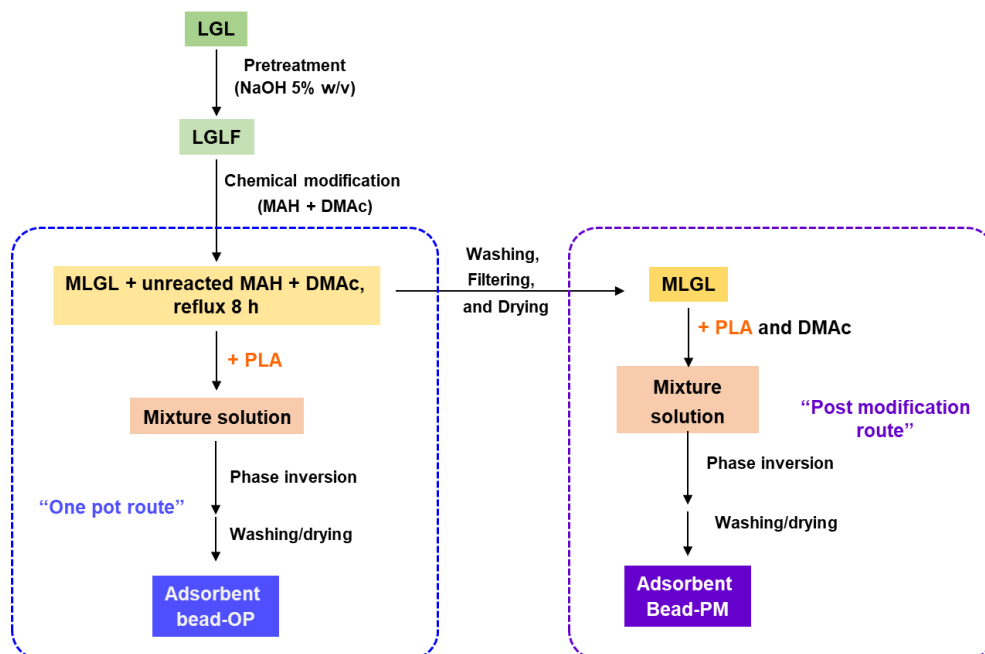 LGL
Pretreatment
(NaOH 5% w/v)
LGLF
Chemical modification
(MAH + DMAc)
MLGL + unreacted MAH + DMAc,
reflux 8 h
+ PLA
Mixture solution
Phase inversion
“One pot route”
Washing/drying
Adsorbent
bead-OP
Washing,
Filtering,
and Drying
MLGL
+ PLA and DMAc
Mixture
solution
“Post modification
route”
Phase inversion
Washing/drying
Adsorbent
Bead-PM